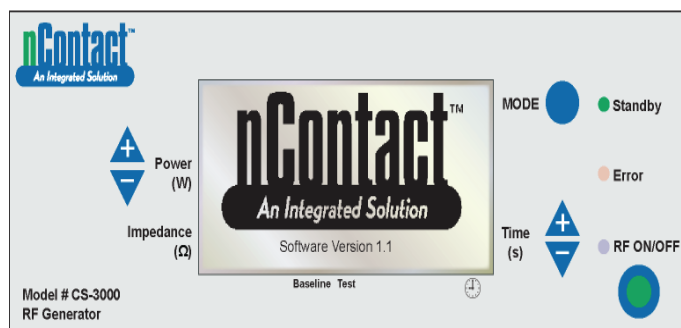 nContact™
An Integrated Solution
MODE
Standby
Power
(W)
Error
Impedance
(Ω)
nContact™
An Integrated Solution
Software Version 1.1
Time
(s)
RF ON/OFF
Baseline Test
Model # CS-3000
RF Generator